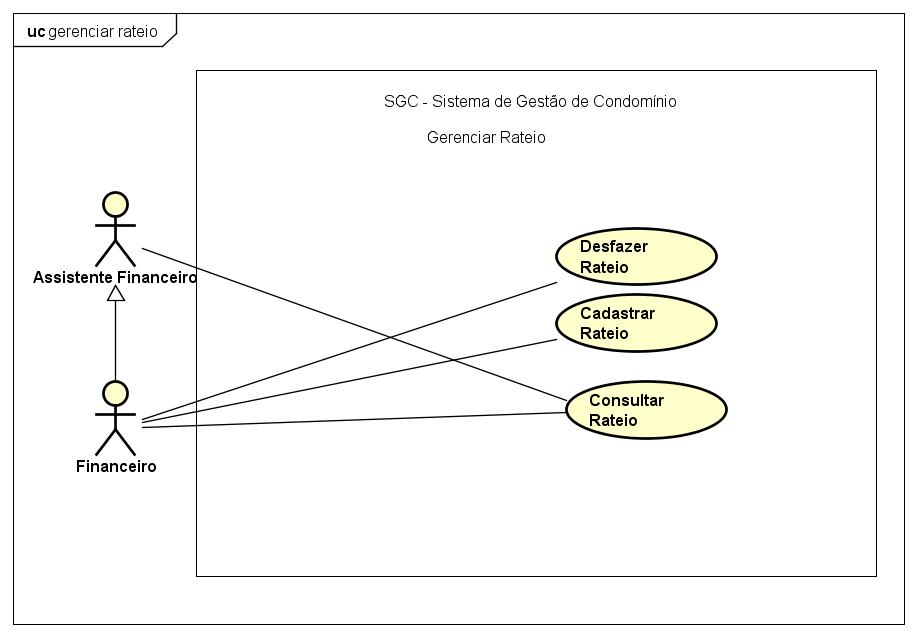 uc gerenciar rateio
SGC - Sistema de Gestão de Condomínio
Gerenciar Rateio
Assistente Financeiro
Desfazer
Rateio
Cadastrar
Rateio
Consultar
Rateio
Financeiro